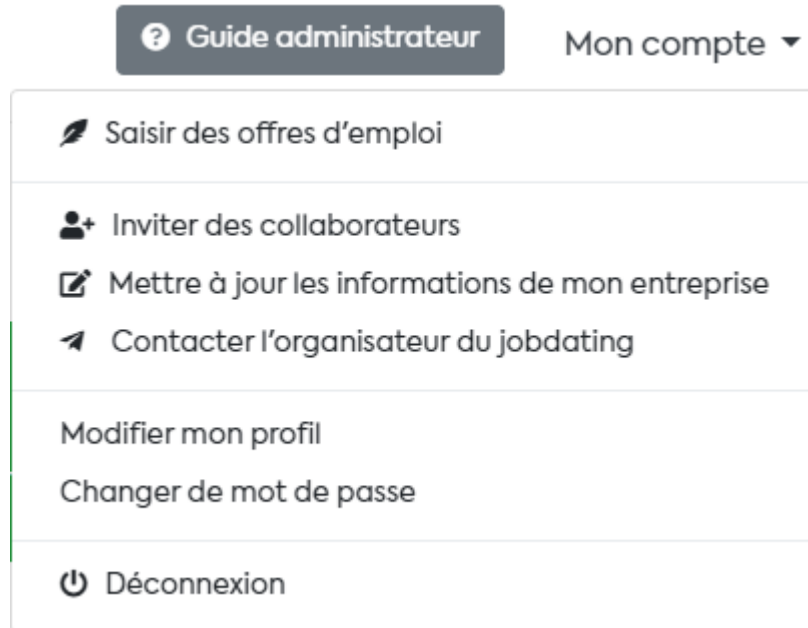 Guide administrateur
Mon compte
Saisir des offres d'emploi
Inviter des collaborateurs
Mettre à jour les informations de mon entreprise
Contacter l'organisateur du jobdating
Modifier mon profil
Changer de mot de passe
Déconnexion